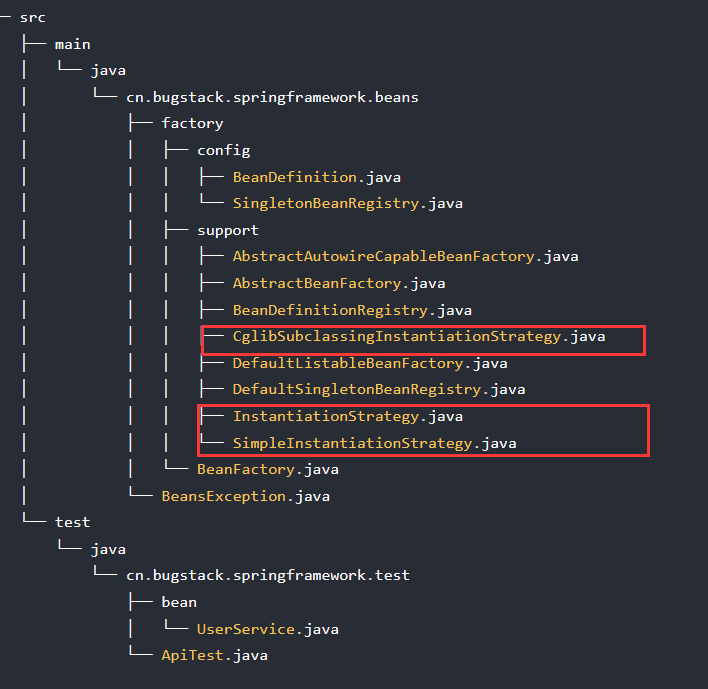 src
main
java
cn.bugstack.springframework.beans
factory
config
BeanDefinition.java
SingletonBeanRegistry.java
support
AbstractAutowireCapableBeanFactory.java
AbstractBeanFactory.java
BeanDefinitionRegistry.java
CglibSubclassingInstantiationStrategy.java
DefaultListableBeanFactory.java
DefaultSingletonBeanRegistry.java
InstantiationStrategy.java
SimpleInstantiationStrategy.java
BeanFactory.java
BeansException.java
test
java
cn.bugstack.springframework.test
bean
UserService.java
ApiTest.java